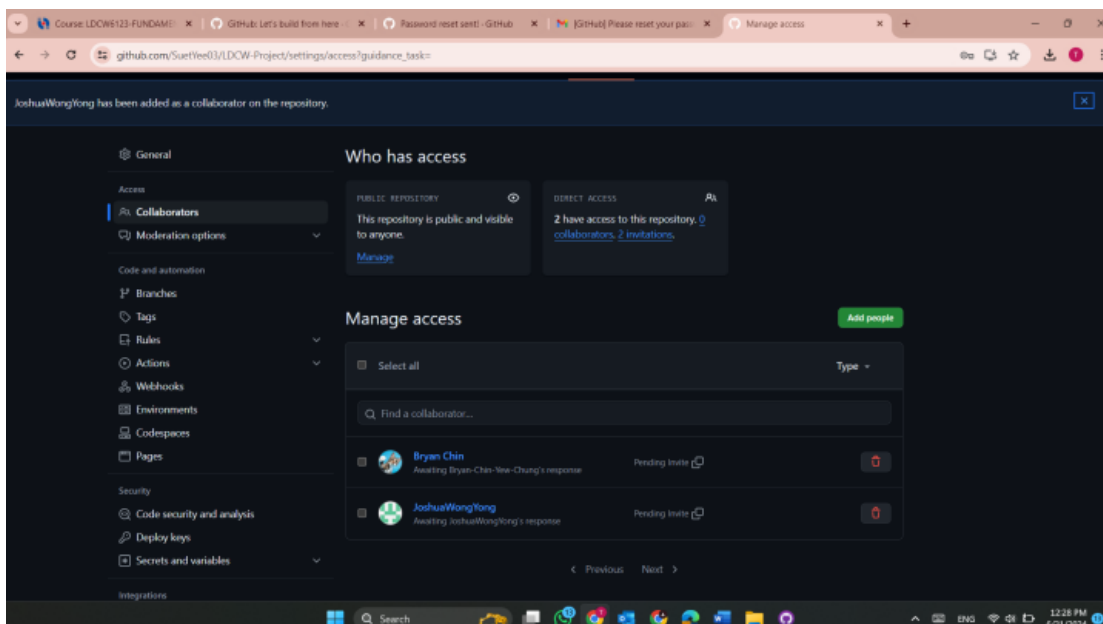 Course: LDCW6123-FUNDAME
GitHub: Let's build from here
Password reset sent! · GitHub
[GitHub] Please reset your pass
Manage access
github.com/SuetYee03/LDCW-Project/settings/access?guidance_task=
T
JoshuaWongYong has been added as a collaborator on the repository.
General
Access
Collaborators
Moderation options
Code and automation
Branches
Tags
Rules
Actions
Webhooks
Environments
Codespaces
Pages
Security
Code security and analysis
Deploy keys
Secrets and variables
Integrations
Who has access
PUBLIC REPOSITORY
This repository is public and visible
to anyone.
Manage
DIRECT ACCESS
2 have access to this repository. 0
collaborators. 2 invitations.
Manage access
Add people
Select all
Type
Find a collaborator...
Bryan Chin
Awaiting Bryan-Chin-Yew-Chung's response
Pending Invite
JoshuaWongYong
Awaiting JoshuaWongYong's response
Pending Invite
Previous Next
Search
ENG
12:28 PM